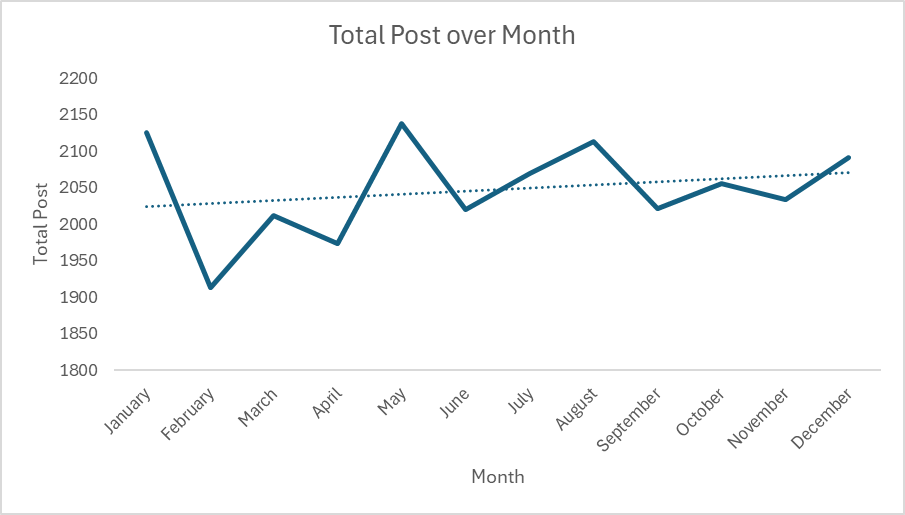 Total Post over Month
2200
2150
2100
2050
2000
1950
1900
1850
1800
Total Post
January
February
March
April
May
June
July
August
September
October
November
December
Month